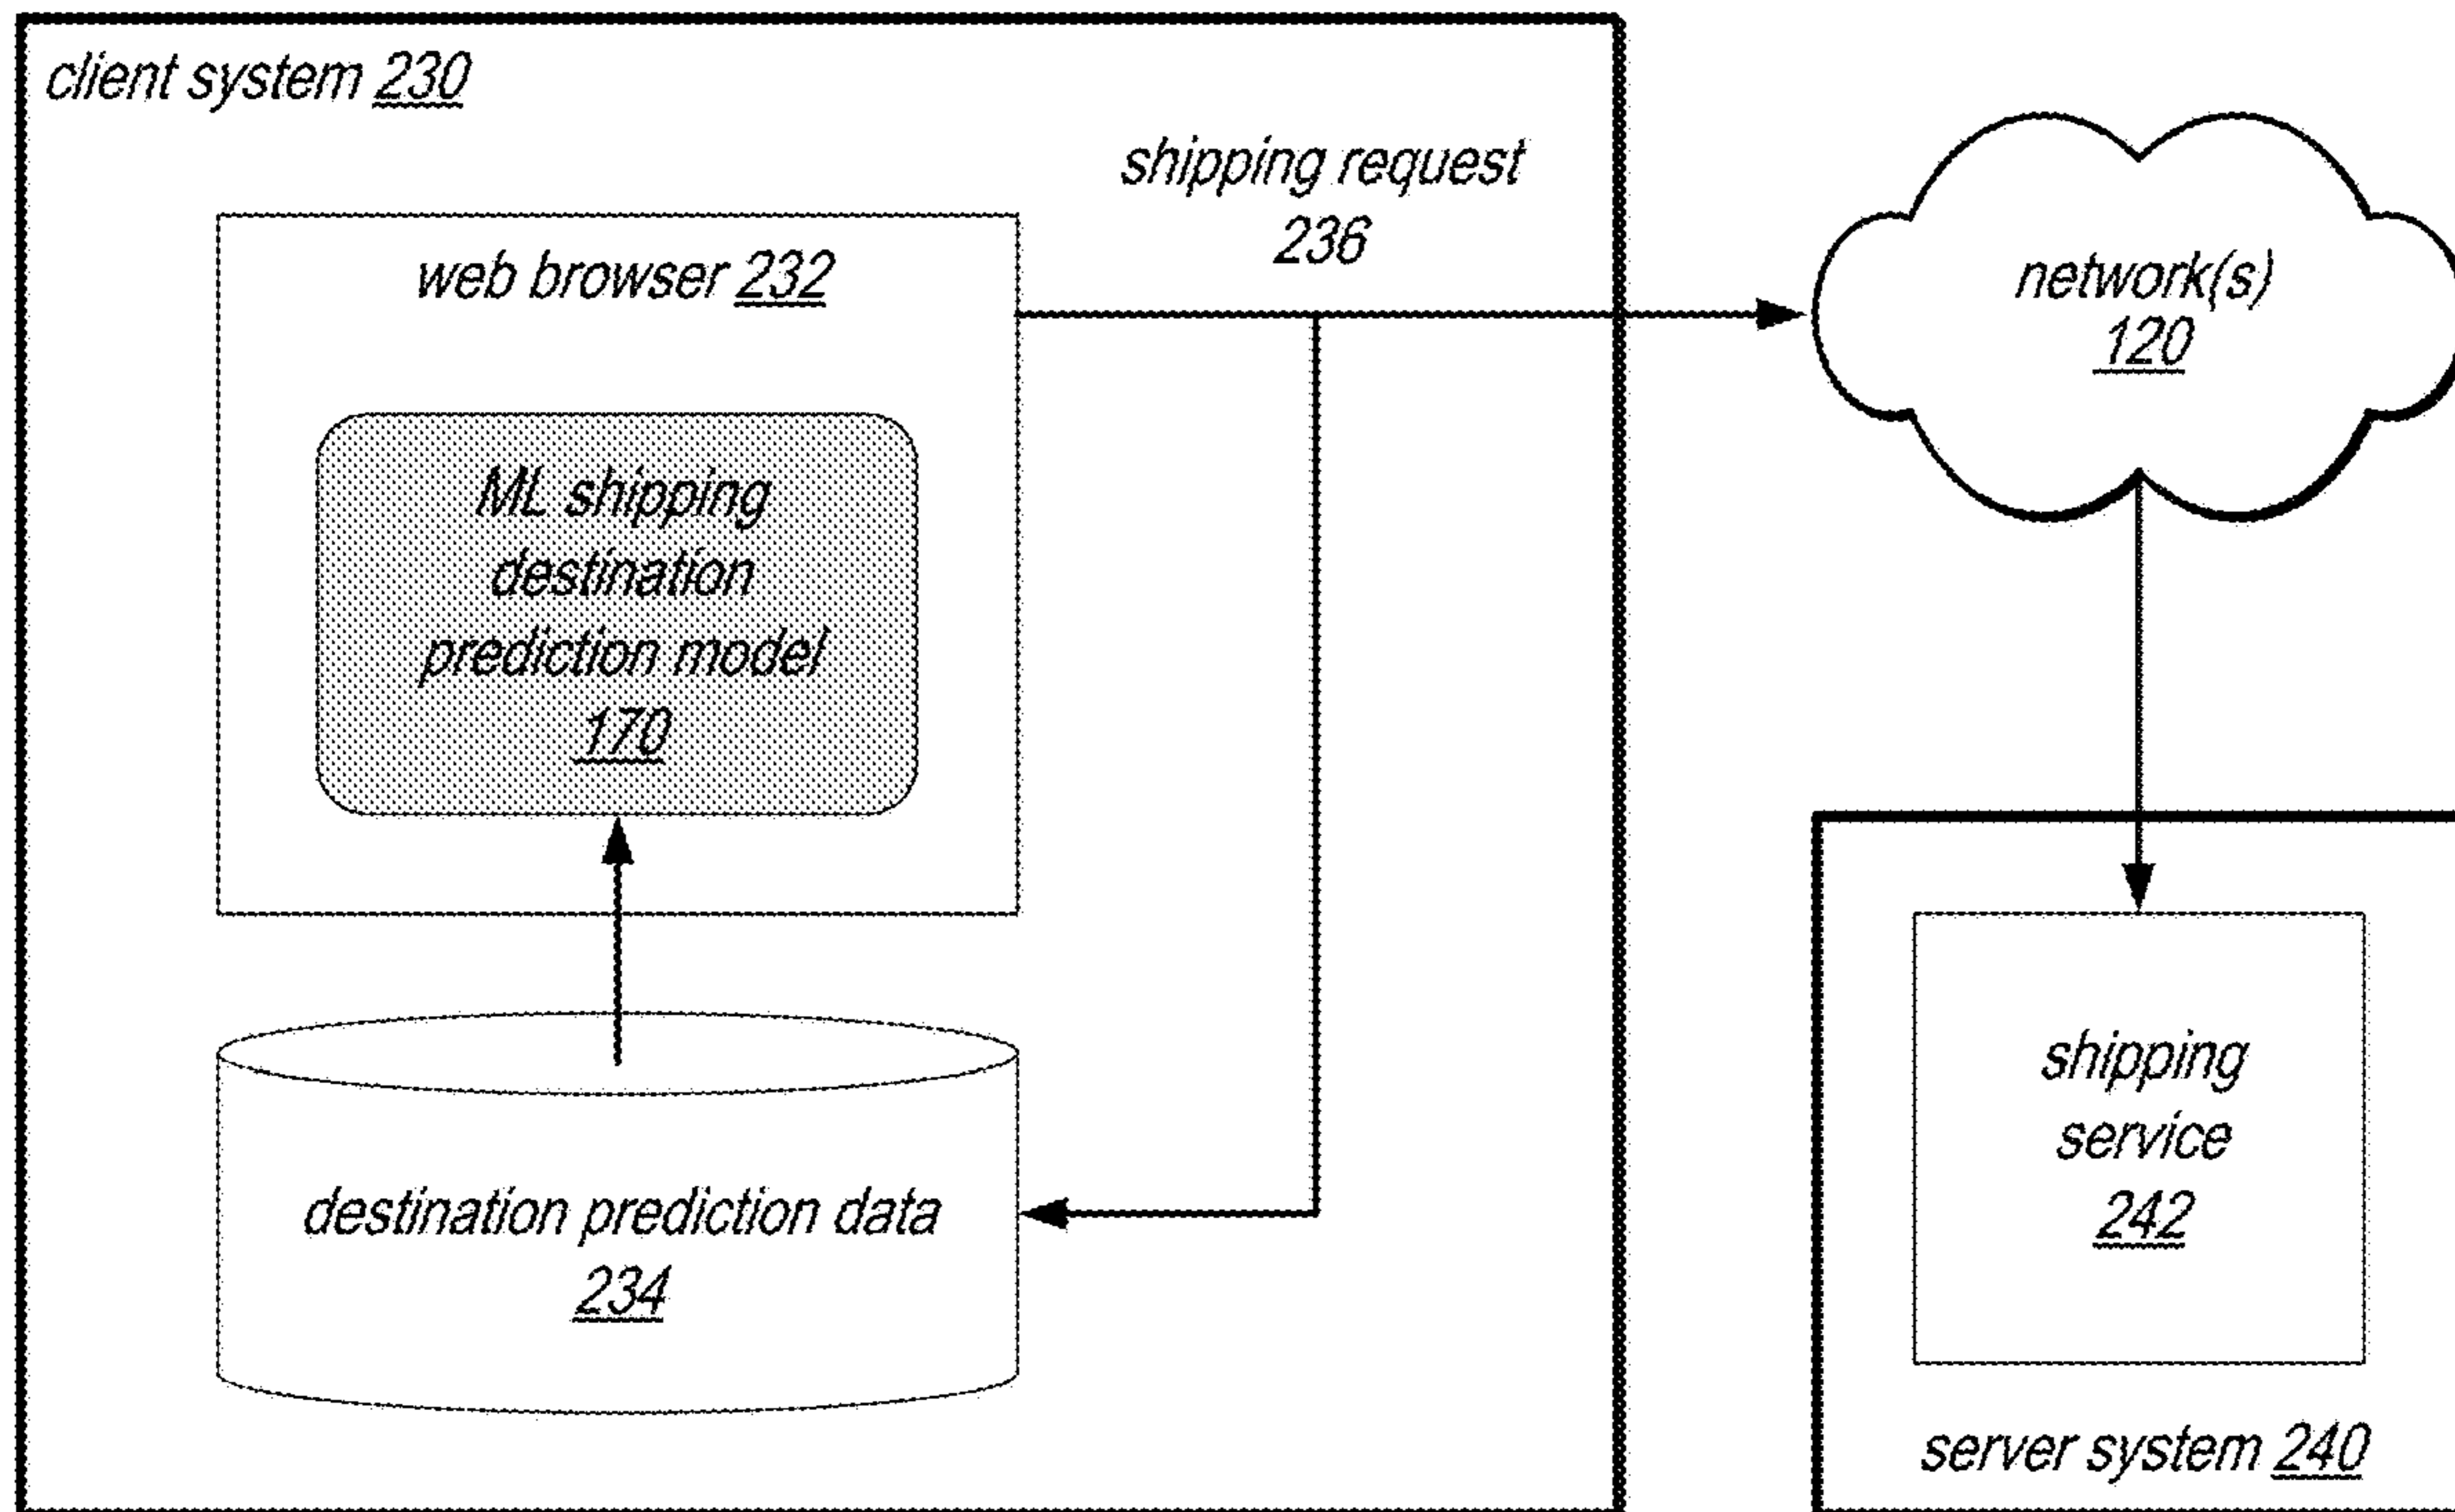 client system 230
shipping request
236
web browser 232
network(s)
120
ML shipping
destination
prediction model
170
destination prediction data
234
shipping
service
242
server system 240